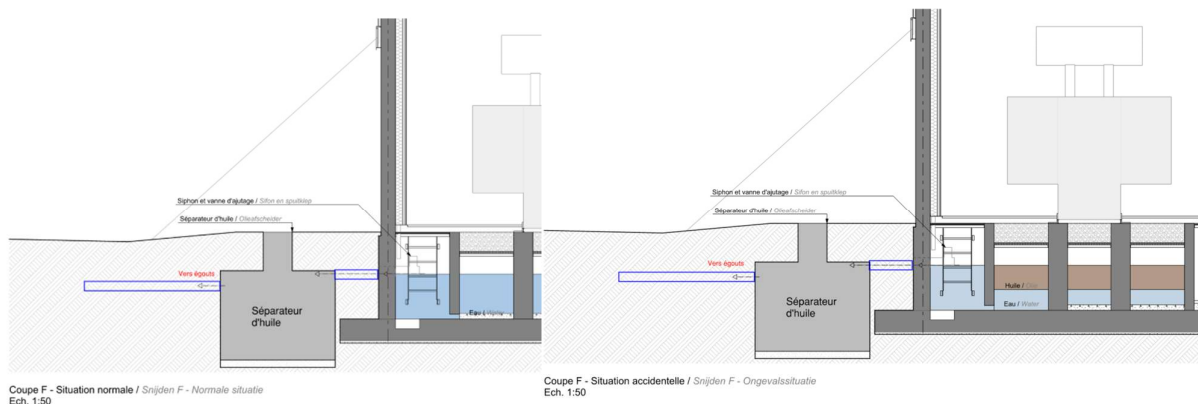 Siphon et vanne d'ajutage / Sifon en spuitklep
Séparateur d'huile / Olieafscheider
Vers égouts
Séparateur
d'huile
Eau / Water
Coupe F - Situation normale / Snijden F - Normale situatie
Ech. 1:50
Siphon et vanne d'ajutage / Sifon en spuitklep
Séparateur d'huile / Olieafscheider
Vers égouts
Séparateur
d'huile
Huile / Olie
Eau / Water
Coupe F - Situation accidentelle / Snijden F - Ongevalssituatie
Ech. 1:50